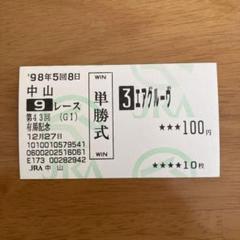 '98年5回8日
中山
9レース
第43回 (GI)
有馬記念
12月27日
1010010579541
0600202516061
E173 00282942
JRA 中山
WIN
単勝式
WIN
3 エアグルーヴ
★★★100円
★★★★10枚
JRA